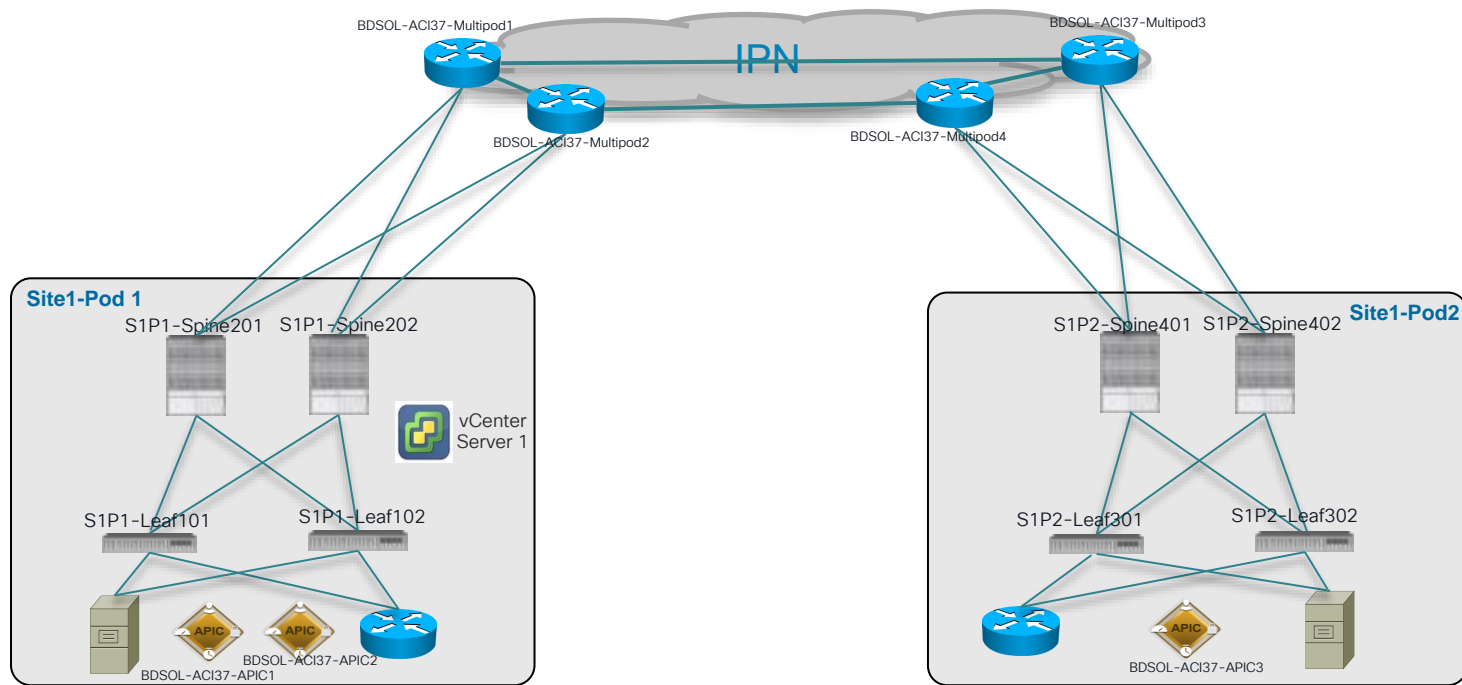 BDSOL-ACI37-Multipod1
BDSOL-ACI37-Multipod3
IPN
BDSOL-ACI37-Multipod2
BDSOL-ACI37-Multipod4
Site1-Pod 1
S1P1-Spine201
S1P1-Spine202
vCenter
Server 1
S1P1-Leaf101
S1P1-Leaf102
APIC
APIC
BDSOL-ACI37-APIC2
BDSOL-ACI37-APIC1
Site1-Pod2
S1P2-Spine401
S1P2-Spine402
S1P2-Leaf301
S1P2-Leaf302
APIC
BDSOL-ACI37-APIC3